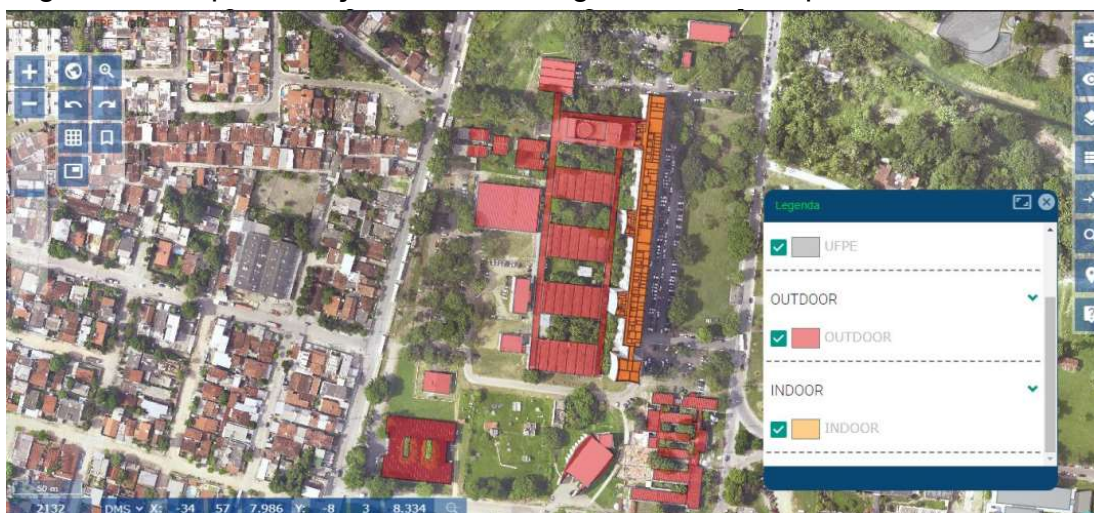 Legenda
UFPE
OUTDOOR
OUTDOOR
INDOOR
INDOOR
50 m
2132 DMS X: -34 57 7.986 Y: -8 3 8.334